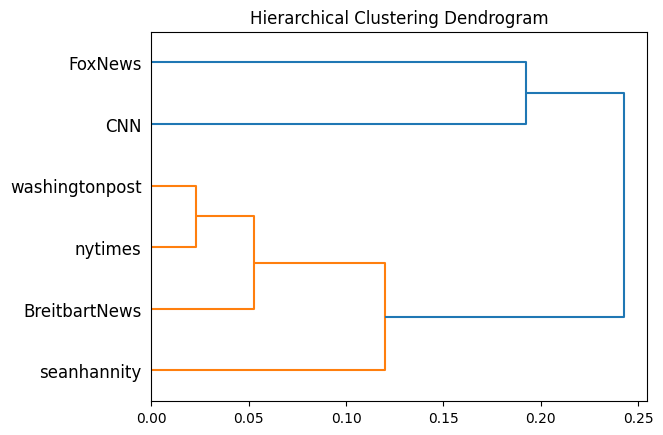 Hierarchical Clustering Dendrogram
FoxNews
CNN
washingtonpost
nytimes
BreitbartNews
seanhannity
0.00 0.05 0.10 0.15 0.20 0.25